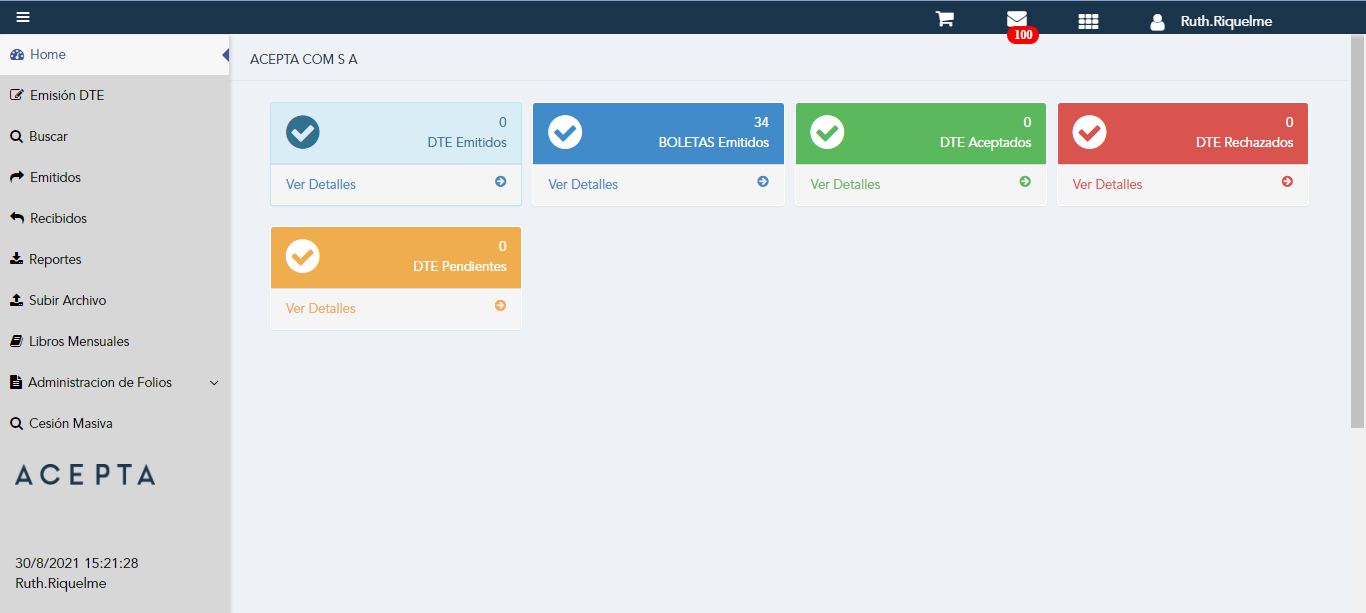 100
Ruth.Riquelme
Home
Emisión DTE
Buscar
Emitidos
Recibidos
Reportes
Subir Archivo
Libros Mensuales
Administracion de Folios
Cesión Masiva
ACEPTA
30/8/2021 15:21:28
Ruth.Riquelme
ACEPTA COM S A
0
DTE Emitidos
Ver Detalles
34
BOLETAS Emitidos
Ver Detalles
0
DTE Aceptados
Ver Detalles
0
DTE Rechazados
Ver Detalles
0
DTE Pendientes
Ver Detalles